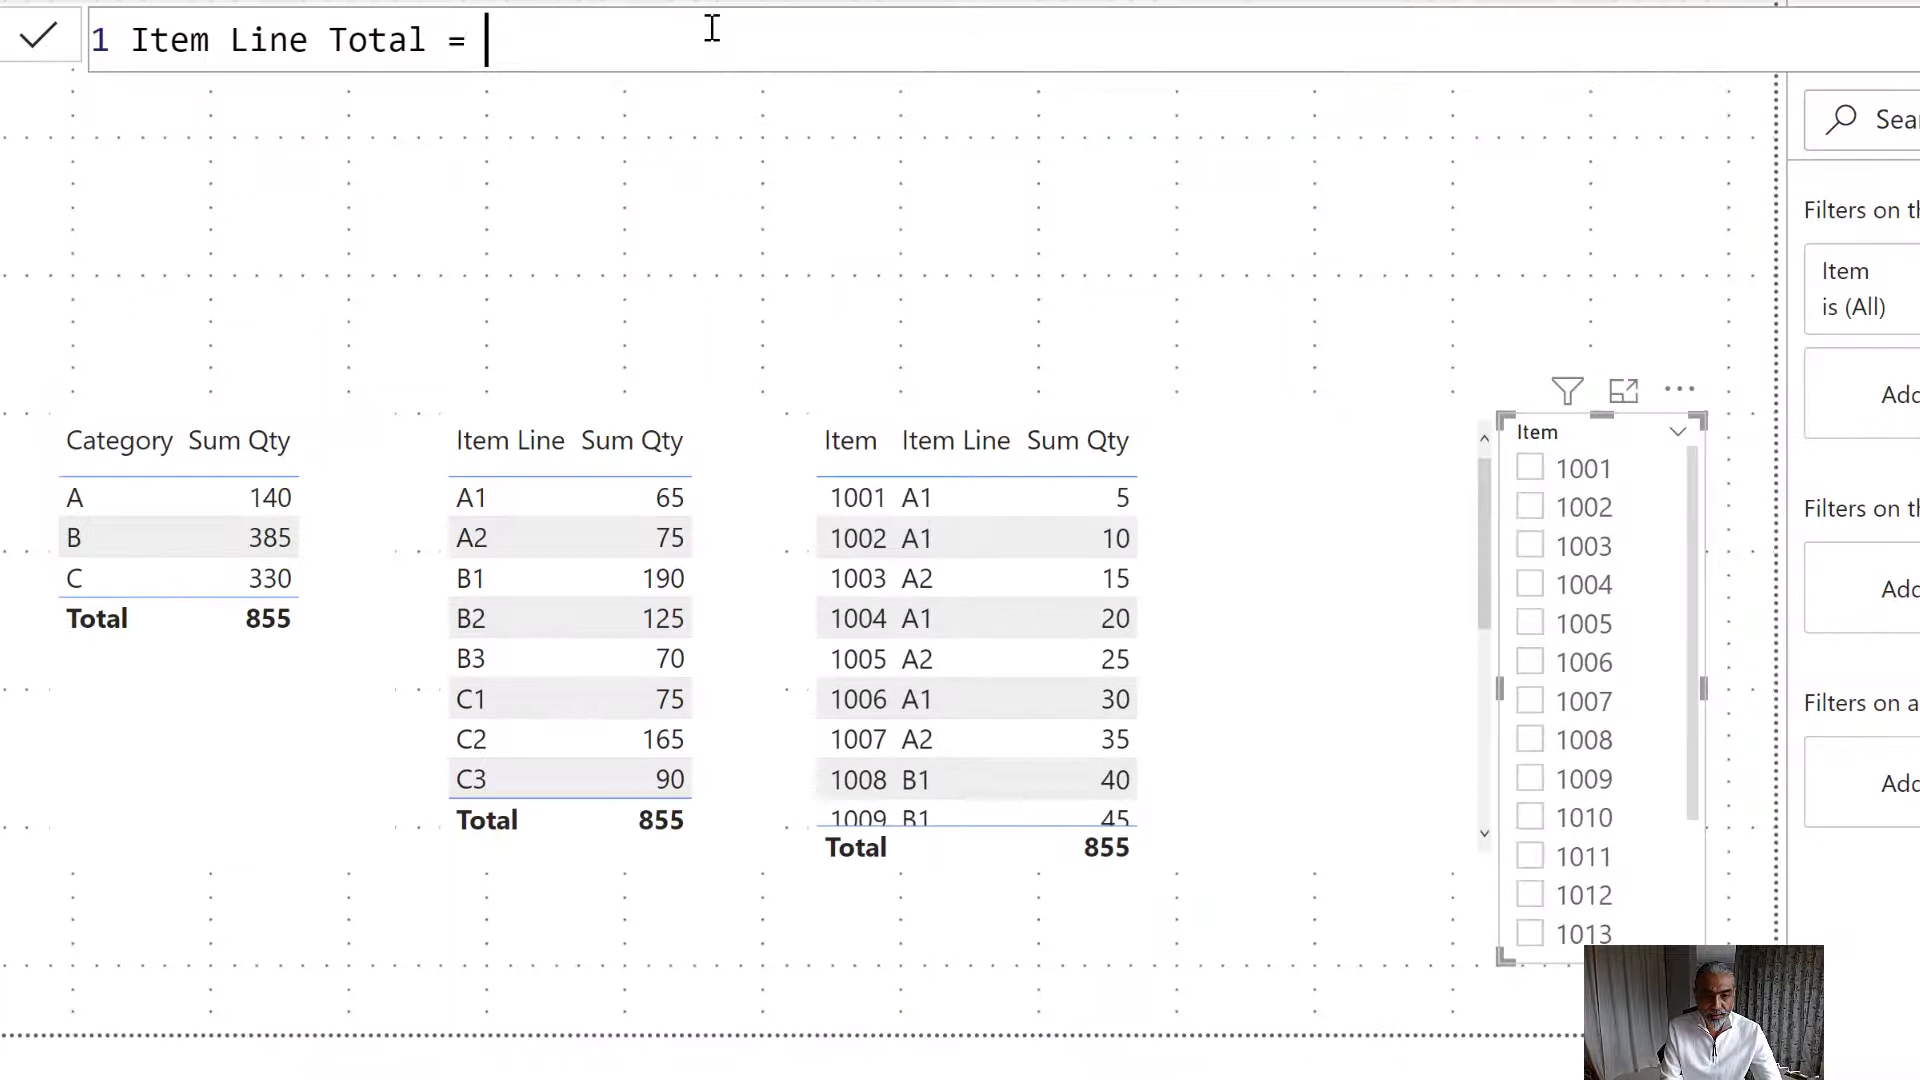 1 Item Line Total =
Sear
Filters on th
Item
is (All)
Add
Filters on th
Add
Filters on a
Add
Category Sum Qty
A 140
B 385
C 330
Total 855
Item Line Sum Qty
A1 65
A2 75
B1 190
B2 125
B3 70
C1 75
C2 165
C3 90
Total 855
Item Item Line Sum Qty
1001 A1 5
1002 A1 10
1003 A2 15
1004 A1 20
1005 A2 25
1006 A1 30
1007 A2 35
1008 B1 40
1009 B1 45
Total 855
Item
1001
1002
1003
1004
1005
1006
1007
1008
1009
1010
1011
1012
1013